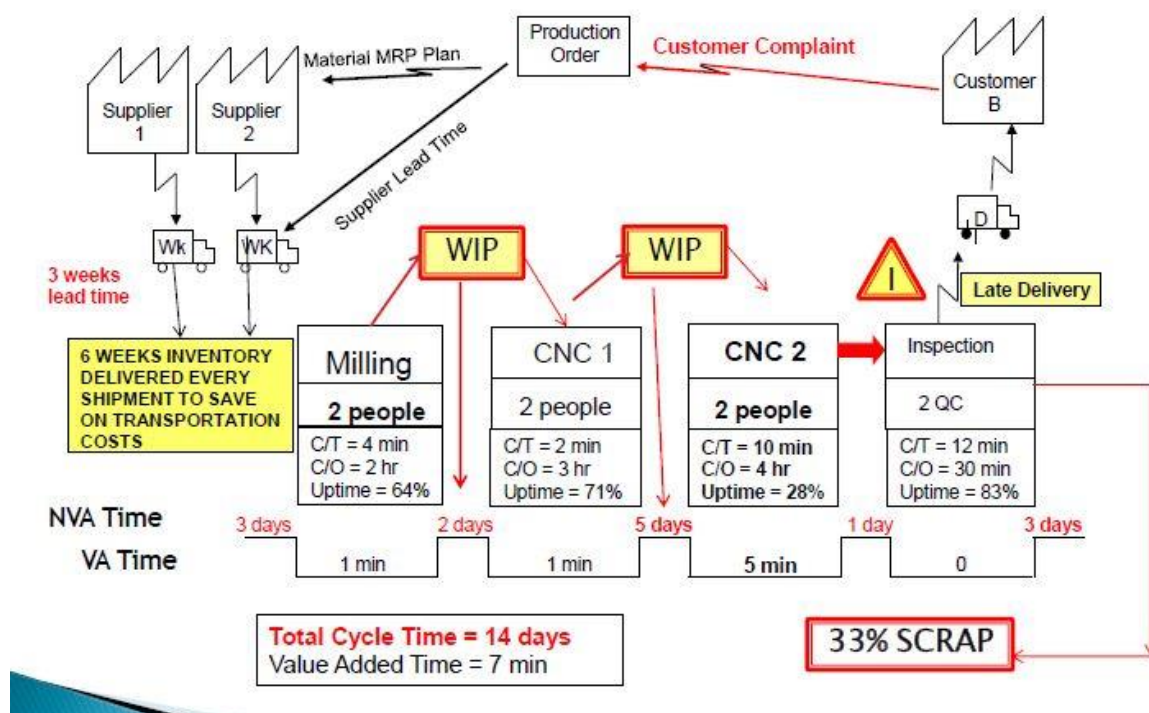 Production
Order
Customer Complaint
Material MRP Plan
Supplier
1
Supplier
2
Customer
B
Supplier Lead Time
Wk
WK
D
WIP
WIP
I
3 weeks
lead time
Late Delivery
6 WEEKS INVENTORY
DELIVERED EVERY
SHIPMENT TO SAVE
ON TRANSPORTATION
COSTS
Milling
2 people
C/T = 4 min
C/O = 2 hr
Uptime = 64%
CNC 1
2 people
C/T = 2 min
C/O = 3 hr
Uptime = 71%
CNC 2
2 people
C/T = 10 min
C/O = 4 hr
Uptime = 28%
Inspection
2 QC
C/T = 12 min
C/O = 30 min
Uptime = 83%
NVA Time
3 days
2 days
5 days
1 day
3 days
VA Time
1 min
1 min
5 min
0
Total Cycle Time = 14 days
Value Added Time = 7 min
33% SCRAP